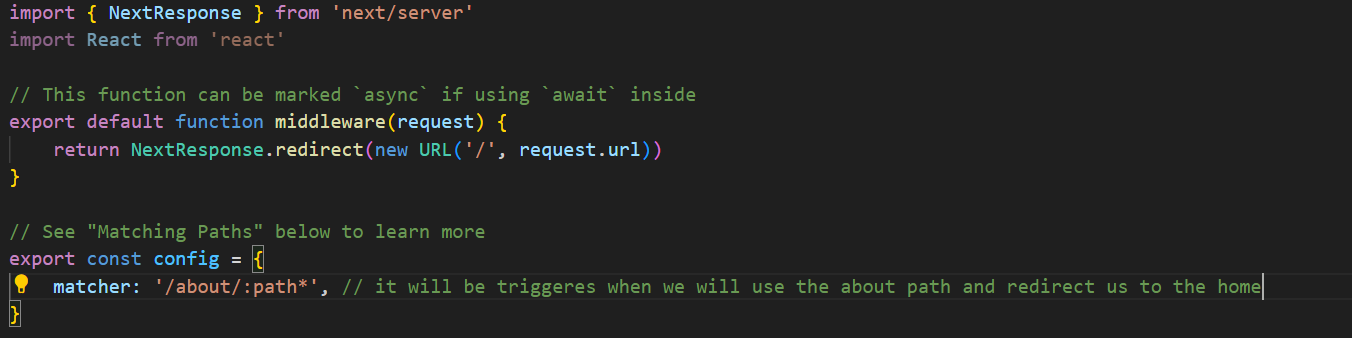 import { NextResponse } from 'next/server'
import React from 'react'
// This function can be marked `async` if using `await` inside
export default function middleware(request) {
return NextResponse.redirect(new URL('/', request.url))
}
// See "Matching Paths" below to learn more
export const config = {
matcher: '/about/:path*', // it will be triggeres when we will use the about path and redirect us to the home
}